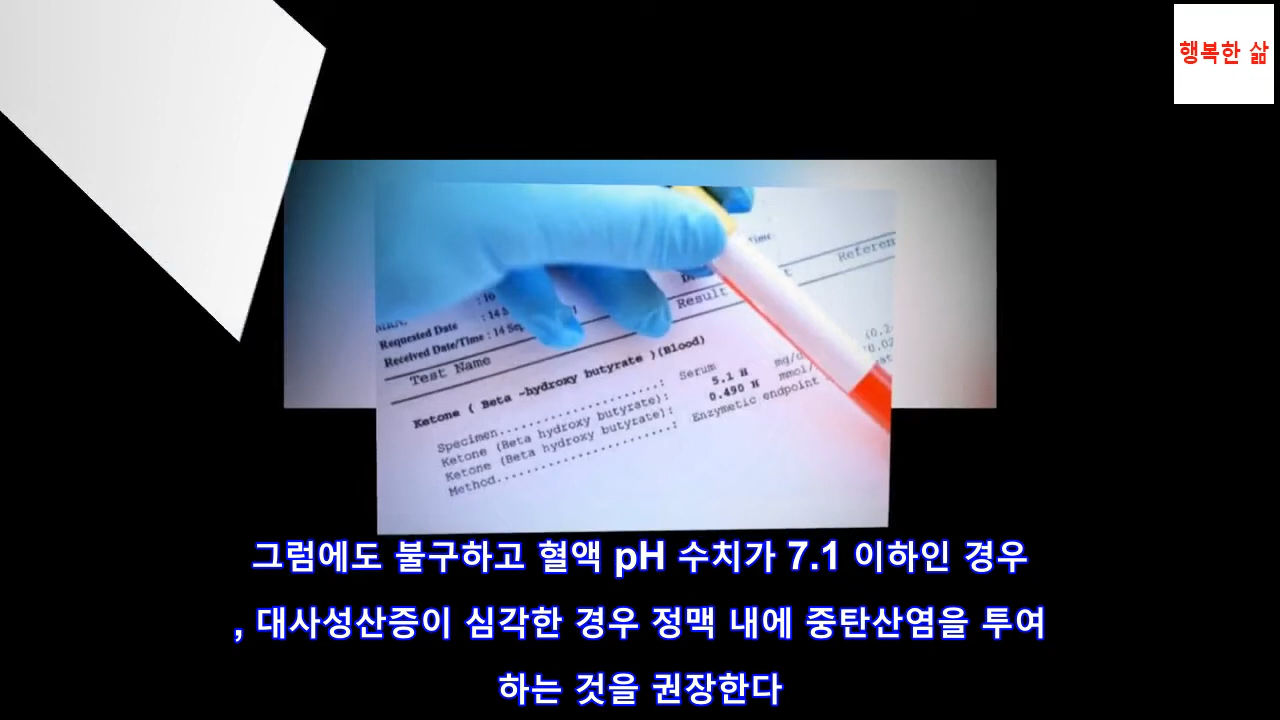 행복한 삶
Referen
Result
Requested Date : 14 Sep
Received Date/Time : 14 Sep
Test Name
Ketone ( Beta ~hydroxy butyrate )(Blood)
Specimen........................: Serum
Ketone (Beta hydroxy butyrate): 5.1 H
Ketone (Beta hydroxy butyrate): 0.490 H
Method..........................: Enzymetic endpoint
그럼에도 불구하고 혈액 pH 수치가 7.1 이하인 경우
, 대사성산증이 심각한 경우 정맥 내에 중탄산염을 투여
하는 것을 권장한다